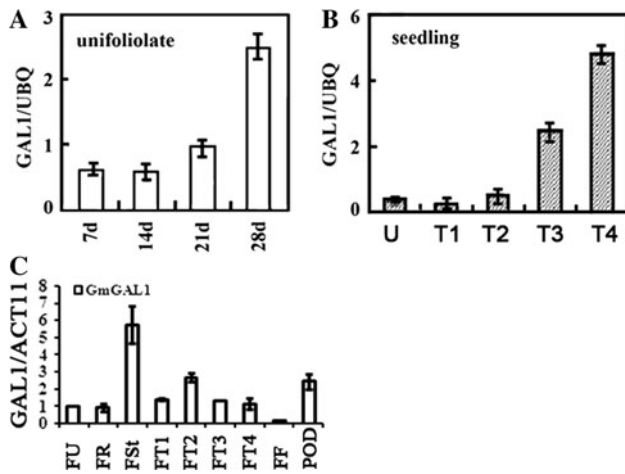 A
unifoliolate
GAL1/UBQ
3
2
1
0
7d
14d
21d
28d
B
seedling
GAL1/UBQ
6
4
2
0
U
T1
T2
T3
T4
C
GmGAL1
GAL1/ACT11
8
7
6
5
4
3
2
1
0
FU
FR
FSt
FT1
FT2
FT3
FT4
FF
POD